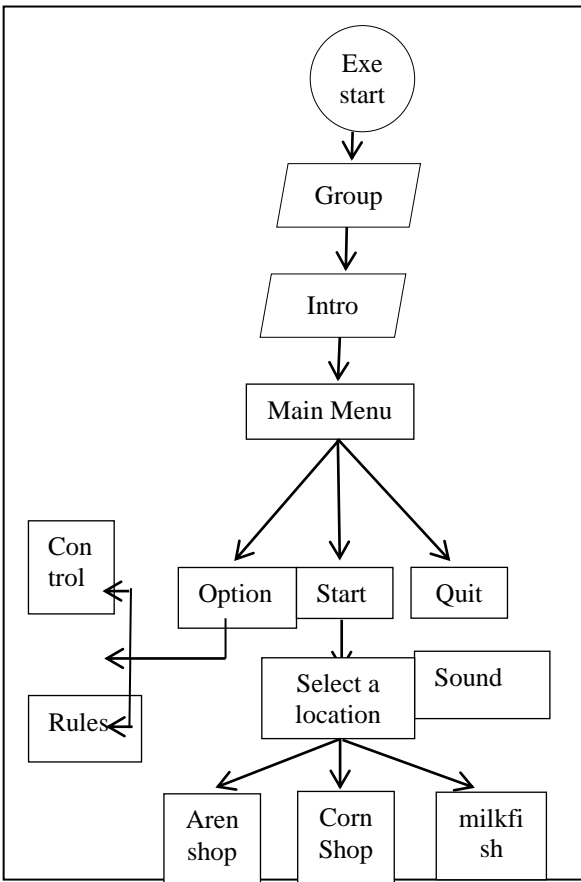 Exe
start
Group
Intro
Main Menu
Con
trol
Option
Start
Quit
Rules
Select a
location
Sound
Aren
shop
Corn
Shop
milkfi
sh